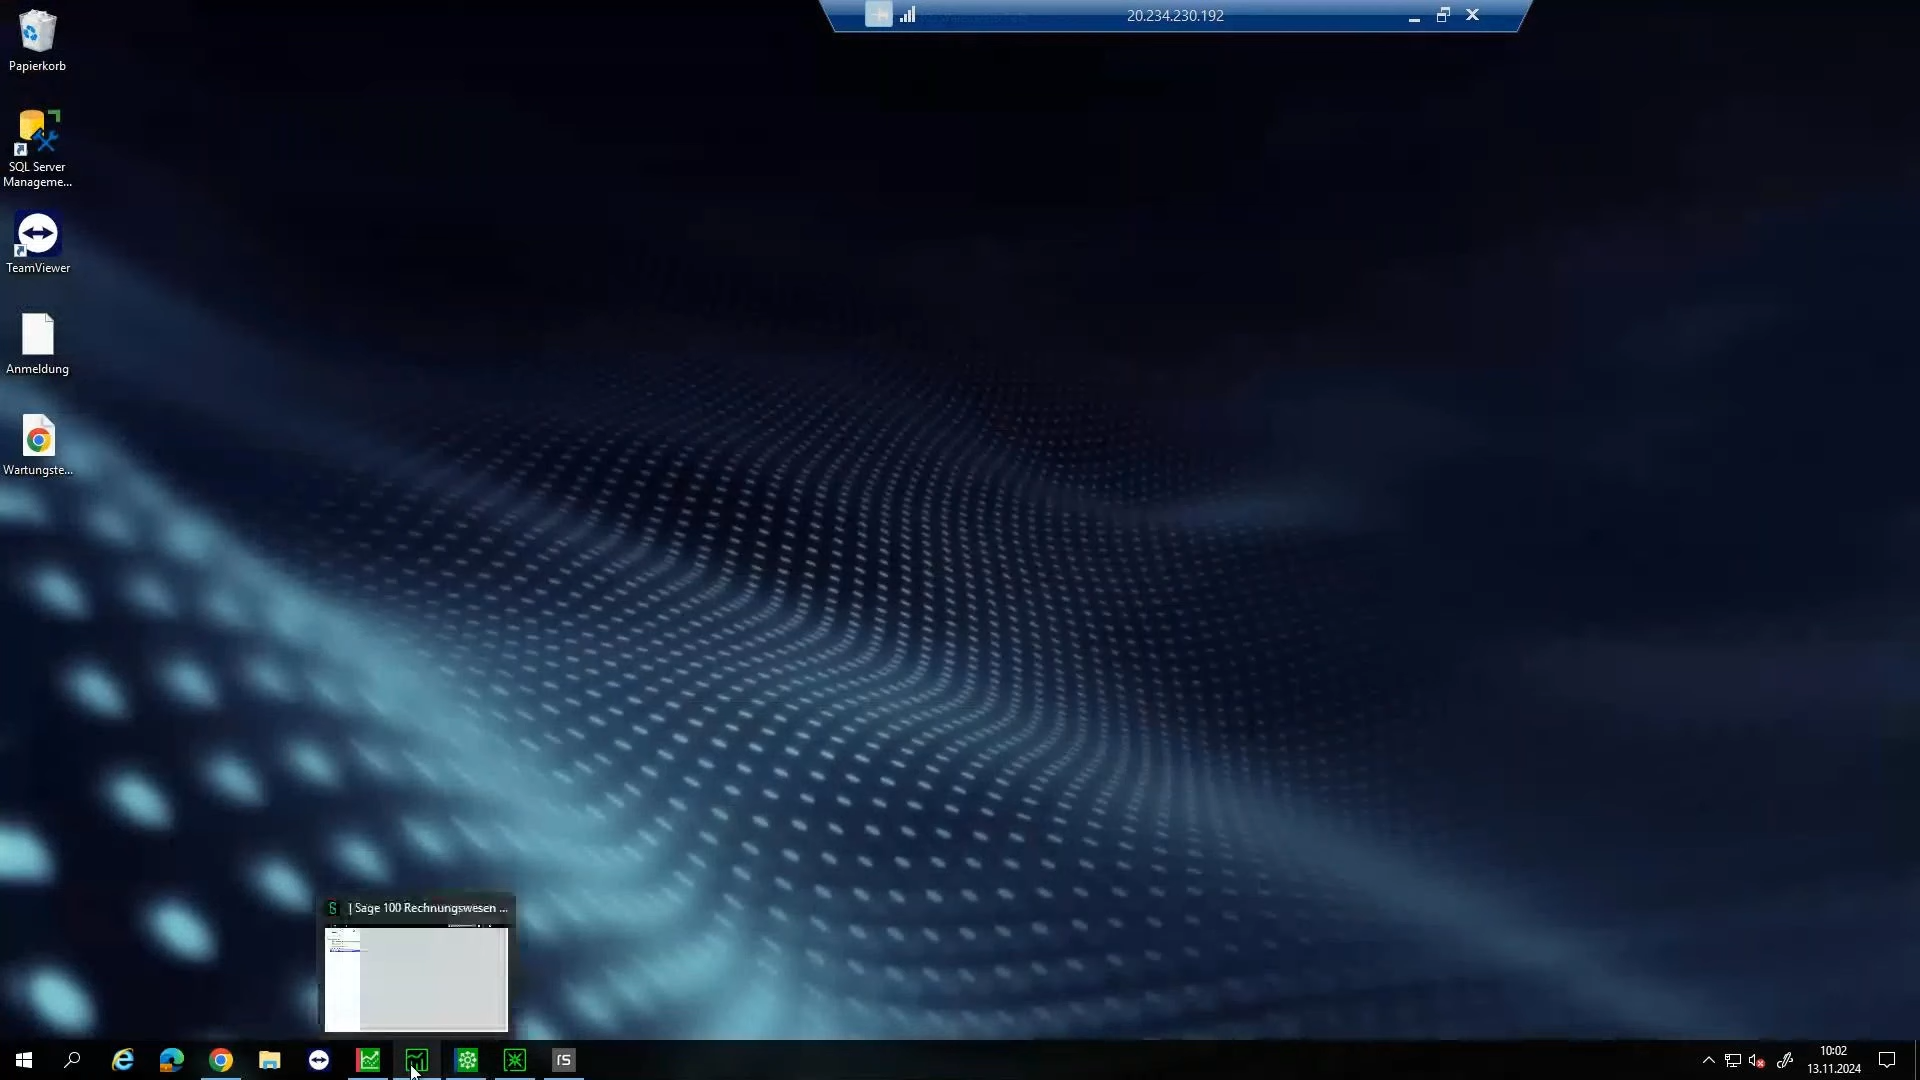 20.234.230.192
Papierkorb
SQL Server
Manageme...
TeamViewer
Anmeldung
Wartungste...
| Sage 100 Rechnungswesen ...
rs
10:02
13.11.2024